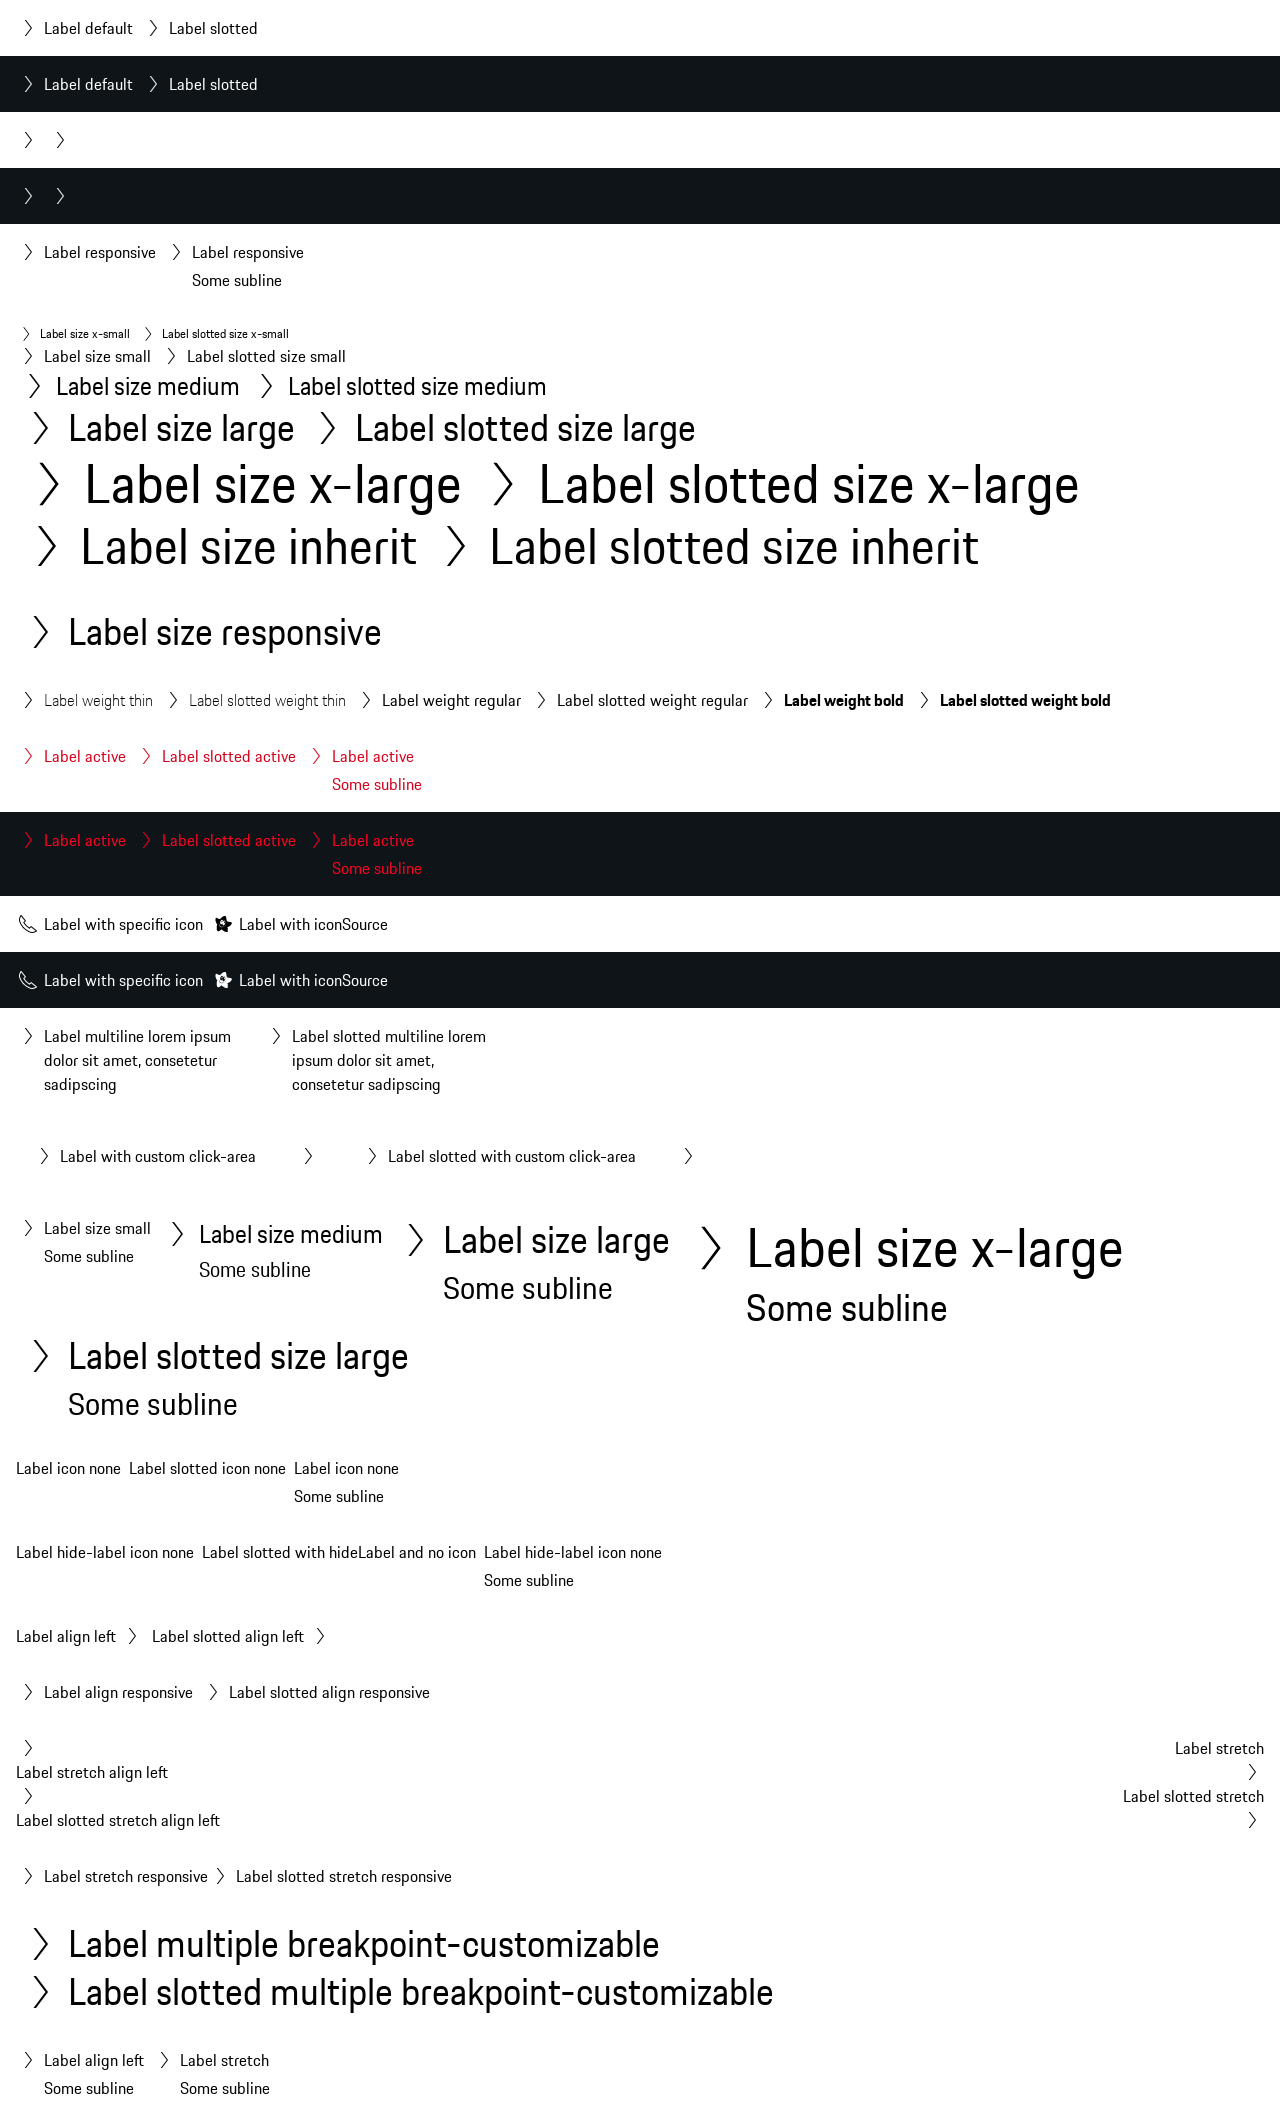 Label default Label slotted
Label default Label slotted
Label responsive Label responsive
Some subline
Label size x-small Label slotted size x-small
Label size small Label slotted size small
Label size medium Label slotted size medium
Label size large Label slotted size large
Label size x-large Label slotted size x-large
Label size inherit Label slotted size inherit
Label size responsive
Label weight thin Label slotted weight thin Label weight regular Label slotted weight regular Label weight bold Label slotted weight bold
Label active Label slotted active Label active
Some subline
Label active Label slotted active Label active
Some subline
Label with specific icon Label with iconSource
Label with specific icon Label with iconSource
Label multiline lorem ipsum
dolor sit amet, consetetur
sadipscing
Label slotted multiline lorem
ipsum dolor sit amet,
consetetur sadipscing
Label with custom click-area Label slotted with custom click-area
Label size small
Some subline
Label size medium
Some subline
Label size large
Some subline
Label size x-large
Some subline
Label slotted size large
Some subline
Label icon none Label slotted icon none Label icon none
Some subline
Label hide-label icon none Label slotted with hideLabel and no icon Label hide-label icon none
Some subline
Label align left Label slotted align left
Label align responsive Label slotted align responsive
Label stretch
Label stretch align left
Label slotted stretch
Label slotted stretch align left
Label stretch responsive Label slotted stretch responsive
Label multiple breakpoint-customizable
Label slotted multiple breakpoint-customizable
Label align left Label stretch
Some subline Some subline